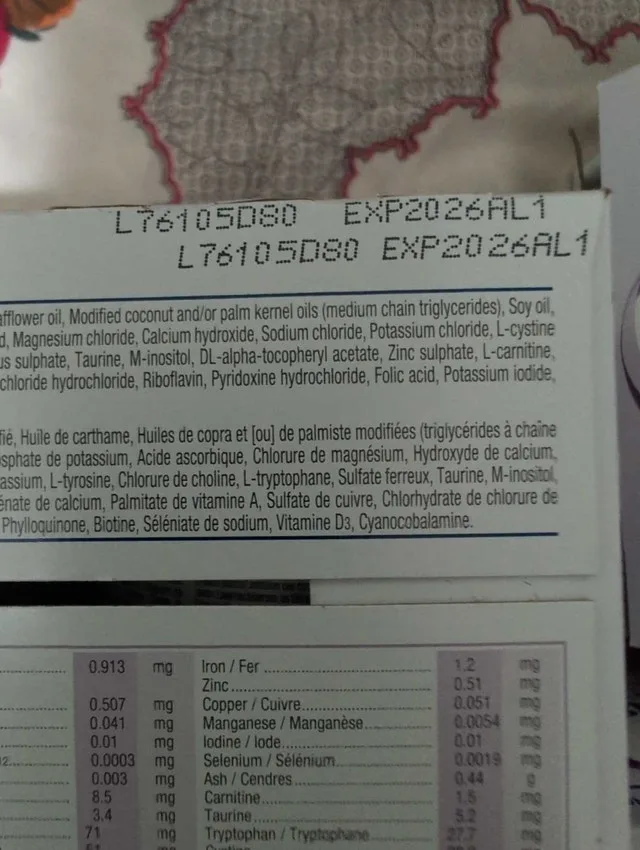 L76105D80 EXP2026AL1
L76105D80 EXP2026AL1
afflower oil, Modified coconut and/or palm kernel oils (medium chain triglycerides), Soy oil,
d, Magnesium chloride, Calcium hydroxide, Sodium chloride, Potassium chloride, L-cystine
us sulphate, Taurine, M-inositol, DL-alpha-tocopheryl acetate, Zinc sulphate, L-carnitine,
chloride hydrochloride, Riboflavin, Pyridoxine hydrochloride, Folic acid, Potassium iodide,
fié, Huile de carthame, Huiles de copra et [ou] de palmiste modifiées (triglycérides à chaîne
sphate de potassium, Acide ascorbique, Chlorure de magnésium, Hydroxyde de calcium,
assium, L-tyrosine, Chlorure de choline, L-tryptophane, Sulfate ferreux, Taurine, M-inositol,
énate de calcium, Palmitate de vitamine A, Sulfate de cuivre, Chlorhydrate de chlorure de
Phylloquinone, Biotine, Séléniate de sodium, Vitamine D3, Cyanocobalamine.
0.913 mg Iron / Fer 1.2 mg
Zinc 0.51 mg
0.507 mg Copper / Cuivre 0.051 mg
0.041 mg Manganese / Manganèse 0.0054 mg
0.01 mg Iodine / Iode 0.01 mg
12 0.0003 mg Selenium / Sélénium 0.0019 mg
0.003 mg Ash / Cendres 0.44 g
8.5 mg Carnitine 1.5 mg
3.4 mg Taurine 5.2 mg
71 mg Tryptophan / Tryptophane 27.7 mg